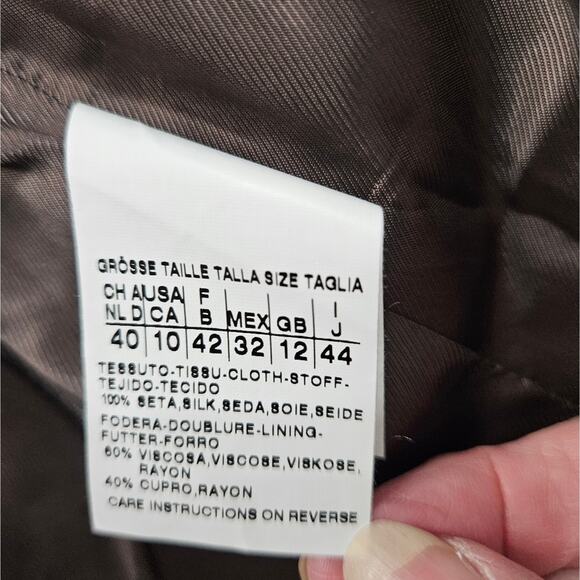 GRÖSSE TAILLE TALLA SIZE TAGLIA
CH A USA F MEX GB I
NL D CA B J
40 10 42 32 12 44
TESSUTO-TISSU-CLOTH-STOFF-
TEJIDO-TECIDO
100% SETA,SILK,SEDA,SOIE,SEIDE
FODERA-DOUBLURE-LINING-
FUTTER-FORRO
60% VISCOSA,VISCOSE,VISKOSE,
RAYON
40% CUPRO,RAYON
CARE INSTRUCTIONS ON REVERSE